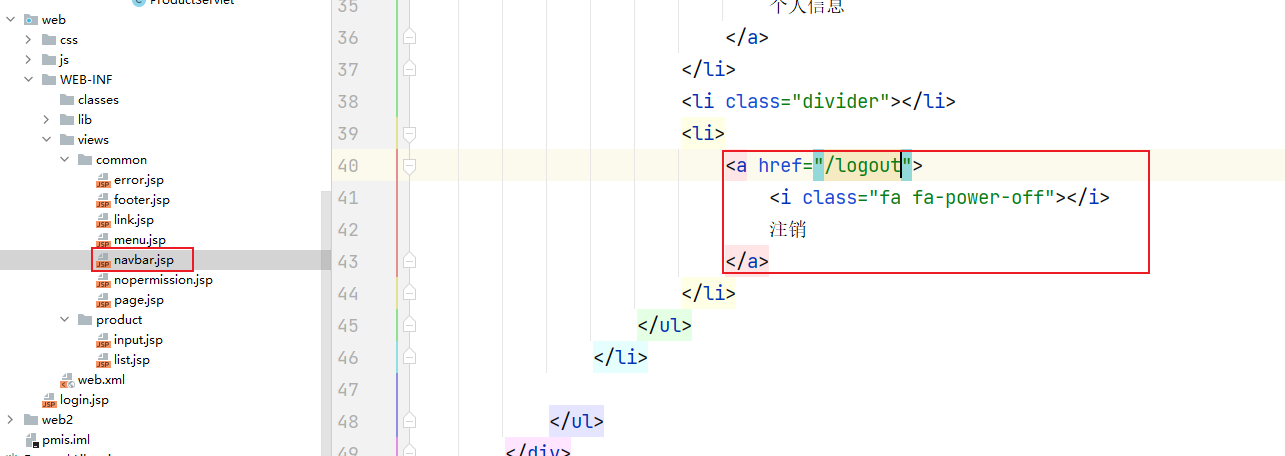 ProductServlet
web
css
js
WEB-INF
classes
lib
views
common
error.jsp
footer.jsp
link.jsp
menu.jsp
navbar.jsp
nopermission.jsp
page.jsp
product
input.jsp
list.jsp
web.xml
login.jsp
web2
pmis.iml
35 个人信息
36 </a>
37 </li>
38 <li class="divider"></li>
39 <li>
40 <a href="/logout">
41 <i class="fa fa-power-off"></i>
42 注销
43 </a>
44 </li>
45 </ul>
46 </li>
47
48 </ul>
49 </div>